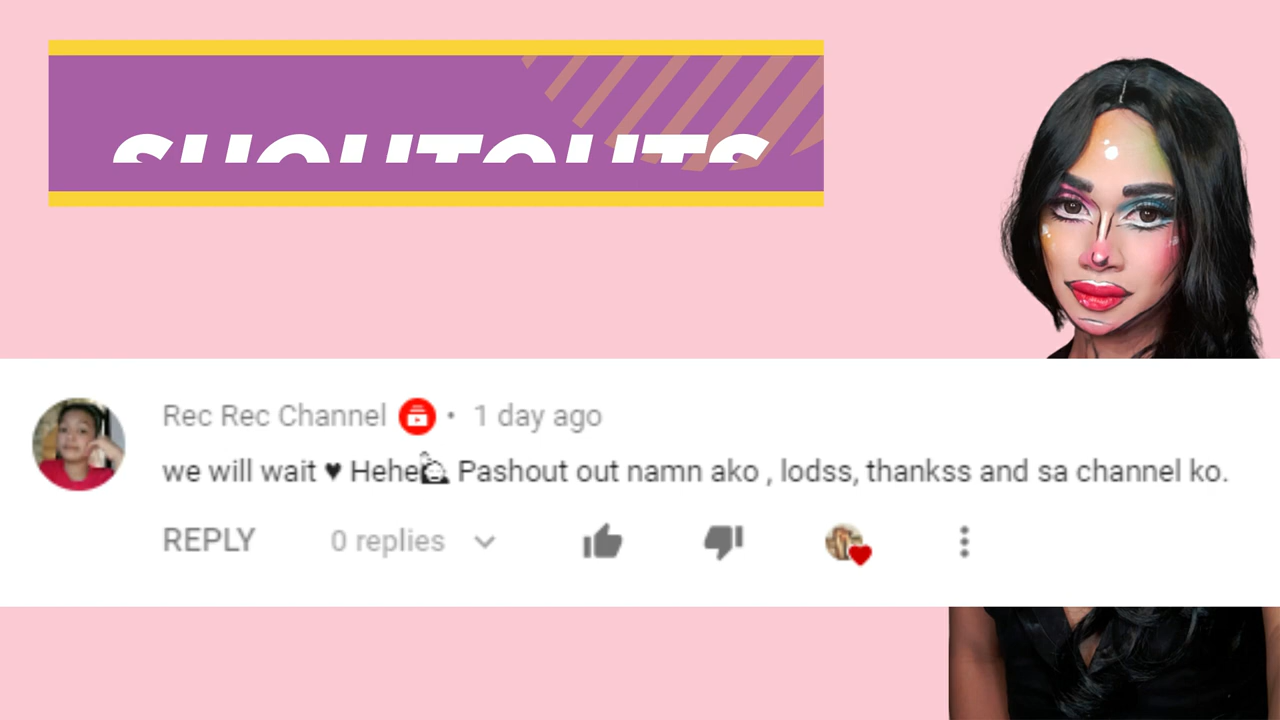 SHOUTOUTS
Rec Rec Channel • 1 day ago
we will wait ♥ Hehe Pashout out namn ako , lodss, thankss and sa channel ko.
REPLY 0 replies